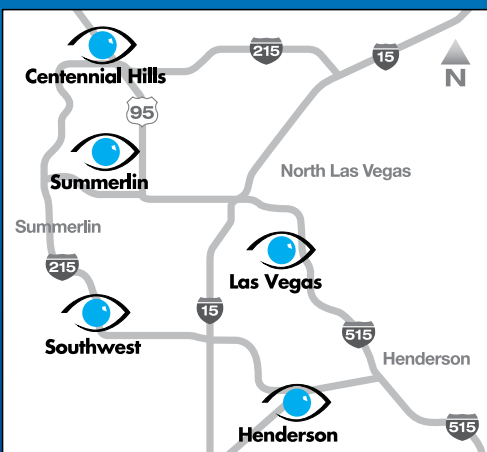 215
15
Centennial Hills
N
95
North Las Vegas
Summerlin
Summerlin
215
Las Vegas
15
Southwest
515
Henderson
515
Henderson